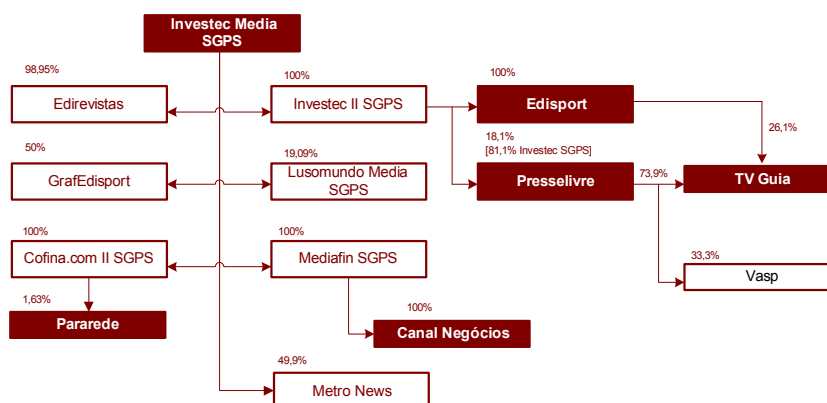 Investec Media
SGPS
98,95%
Edirevistas
100%
Investec II SGPS
100%
Edisport
26,1%
18,1%
[81,1% Investec SGPS]
50%
GrafEdisport
19,09%
Lusomundo Media
SGPS
Presselivre
73,9%
TV Guia
100%
Cofina.com II SGPS
100%
Mediafin SGPS
33,3%
Vasp
1,63%
Pararede
100%
Canal Negócios
49,9%
Metro News